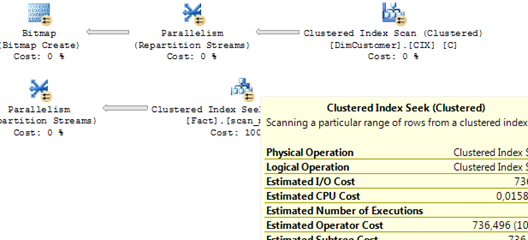 Bitmap
(Bitmap Create)
Cost: 0 %
Parallelism
(Repartition Streams)
Cost: 0 %
Clustered Index Scan (Clustered)
[DimCustomer].[CIX] [C]
Cost: 0 %
Parallelism
partition Streams)
Cost: 0 %
Clustered Index See
[Fact].[scan_
Cost: 100
Clustered Index Seek (Clustered)
Scanning a particular range of rows from a clustered index
Physical Operation Clustered Index S
Logical Operation Clustered Index S
Estimated I/O Cost 736
Estimated CPU Cost 0,0158
Estimated Number of Executions
Estimated Operator Cost 736,496 (10
Estimated Subtree Cost 736